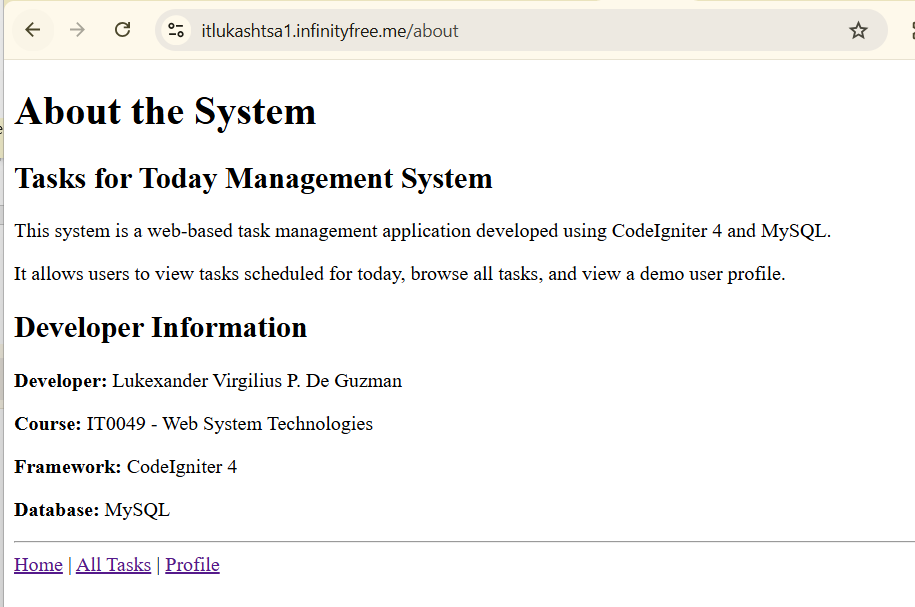 itlukashtsa1.infinityfree.me/about
About the System
Tasks for Today Management System
This system is a web-based task management application developed using CodeIgniter 4 and MySQL.
It allows users to view tasks scheduled for today, browse all tasks, and view a demo user profile.
Developer Information
Developer: Lukexander Virgilius P. De Guzman
Course: IT0049 - Web System Technologies
Framework: CodeIgniter 4
Database: MySQL
Home | All Tasks | Profile